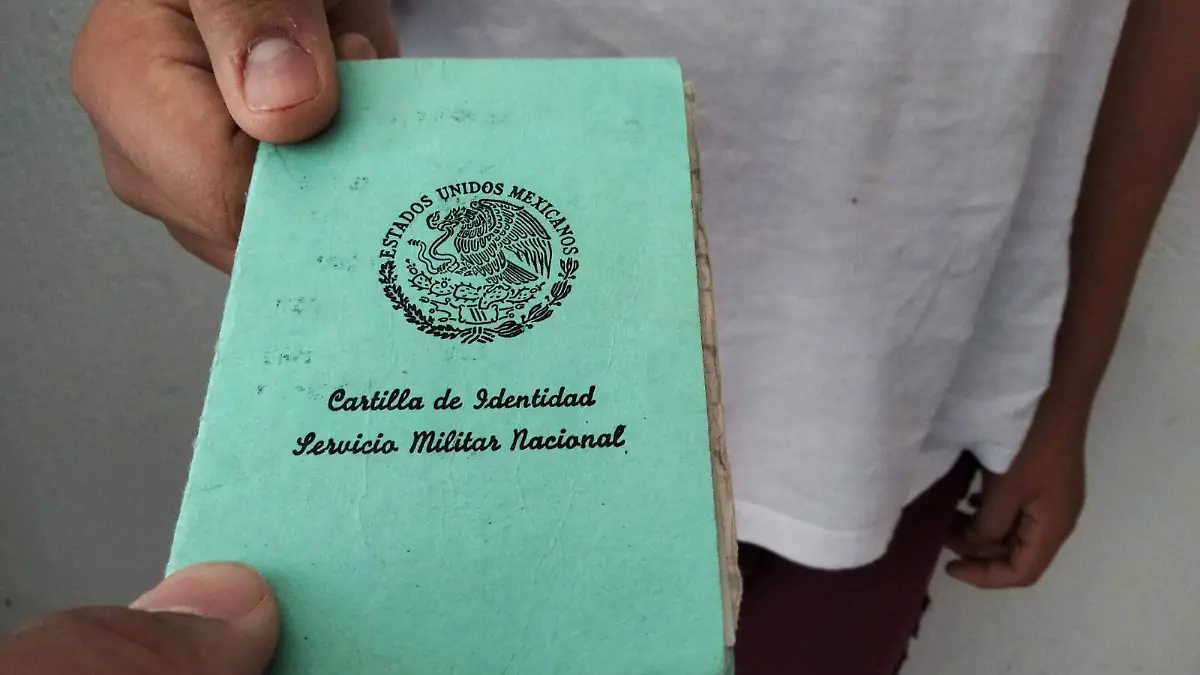 ESTADOS UNIDOS MEXICANOS
Cartilla de Identidad
Servicio Militar Nacional